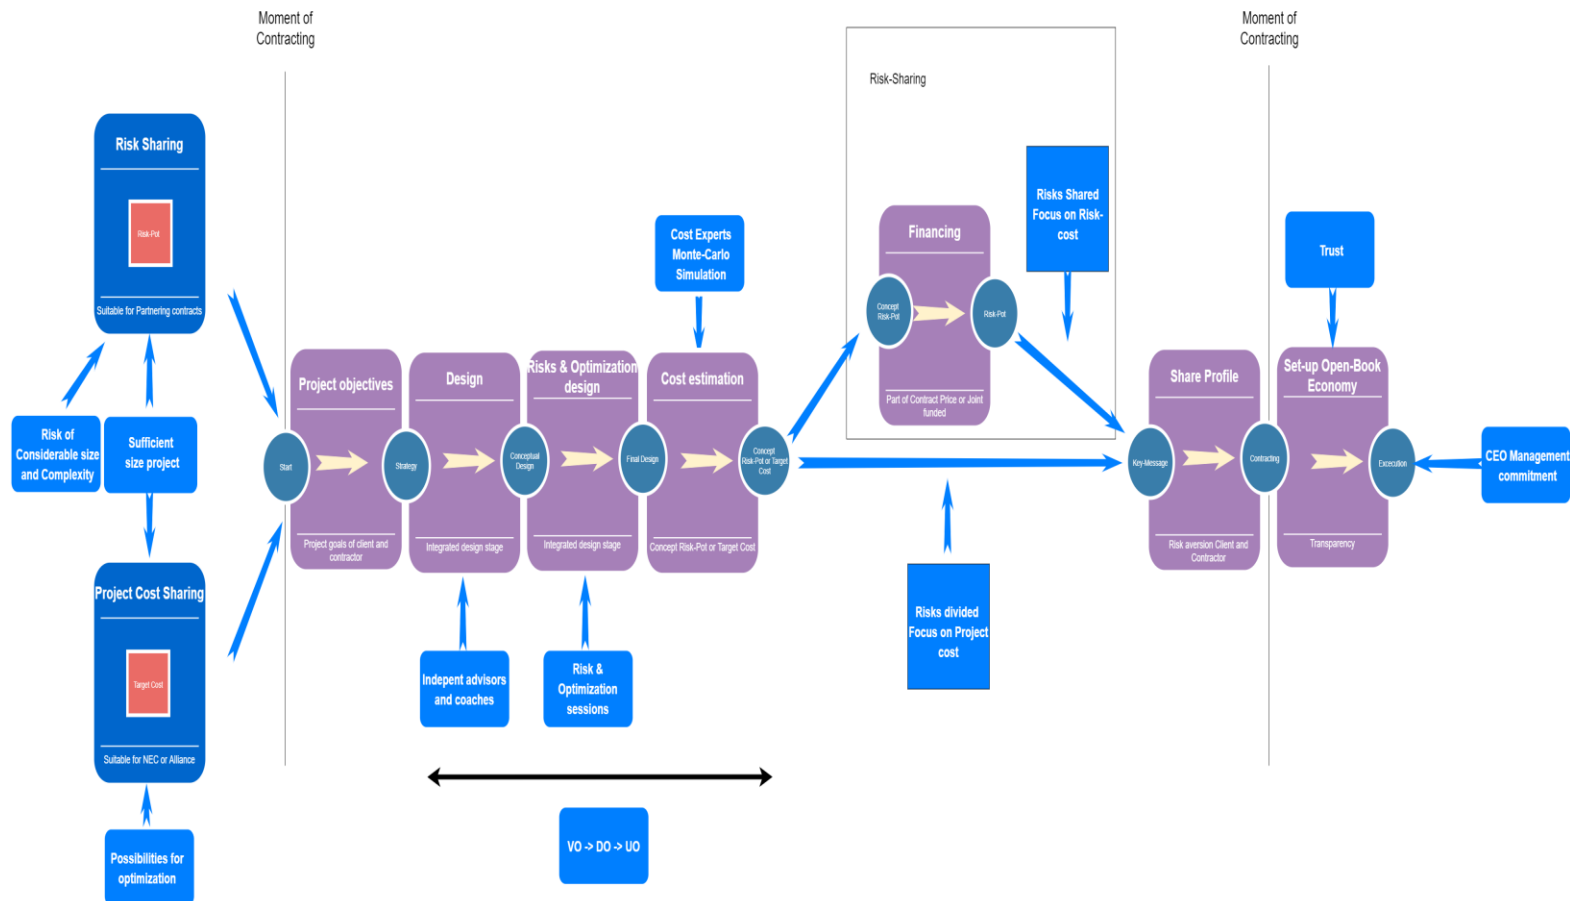 Moment of
Contracting
Moment of
Contracting
Risk Sharing
Risk-Pot
Suitable for Partnering contracts
Risk of
Considerable size
and Complexity
Sufficient
size project
Project Cost Sharing
Target Cost
Suitable for NEC or Alliance
Possibilities for
optimization
Start
Project objectives
Project goals of client and
contractor
Strategy
Design
Integrated design stage
Conceptual
Design
Indepent advisors
and coaches
Risks & Optimization
design
Integrated design stage
Final Design
Risk &
Optimization
sessions
Cost Experts
Monte-Carlo
Simulation
Cost estimation
Concept Risk-Pot or Target Cost
Concept
Risk-Pot or Target
Cost
VO -> DO -> UO
Risk-Sharing
Financing
Concept
Risk-Pot
Risk-Pot
Part of Contract Price or Joint
funded
Risks Shared
Focus on Risk-
cost
Risks divided
Focus on Project
cost
Share Profile
Key-Message
Risk aversion Client and
Contractor
Contracting
Trust
Set-up Open-Book
Economy
Transparency
Excecution
CEO Management
commitment